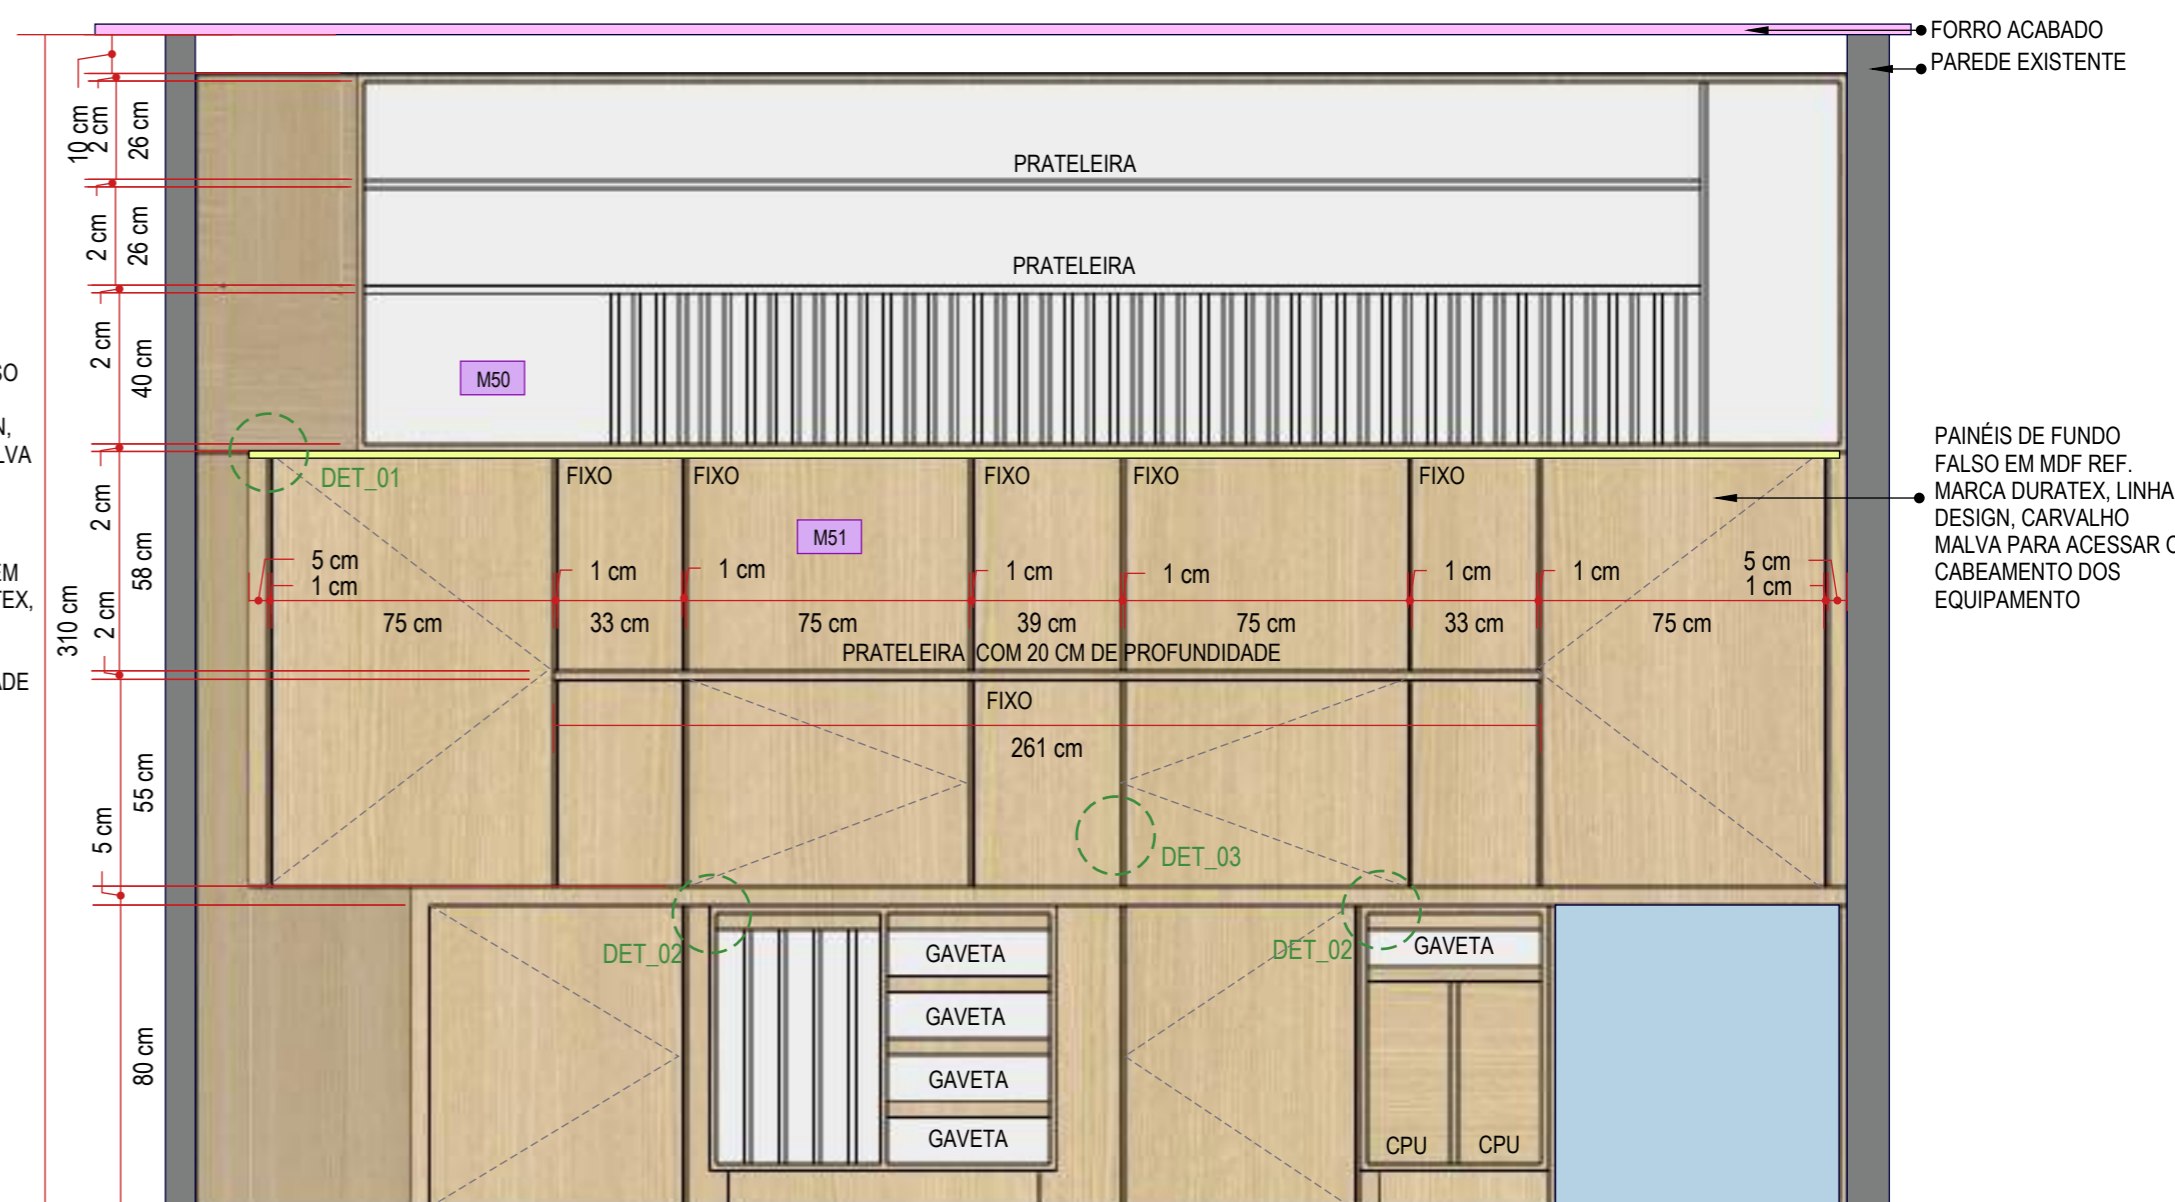 FORRO ACABADO
PAREDE EXISTENTE
10 cm
2 cm
26 cm
PRATELEIRA
2 cm
26 cm
PRATELEIRA
2 cm
40 cm
M50
SO
N,
LVA
DET_01
FIXO
FIXO
FIXO
FIXO
FIXO
M51
PAINÉIS DE FUNDO
FALSO EM MDF REF.
MARCA DURATEX, LINHA
DESIGN, CARVALHO
MALVA PARA ACESSAR O
CABEAMENTO DOS
EQUIPAMENTO
2 cm
58 cm
EM
TEX,
5 cm
1 cm
1 cm
1 cm
1 cm
1 cm
1 cm
1 cm
5 cm
1 cm
75 cm
33 cm
75 cm
39 cm
75 cm
33 cm
75 cm
310 cm
2 cm
PRATELEIRA COM 20 CM DE PROFUNDIDADE
ADE
FIXO
261 cm
55 cm
5 cm
DET_03
DET_02
DET_02
GAVETA
GAVETA
GAVETA
GAVETA
GAVETA
CPU
CPU
80 cm